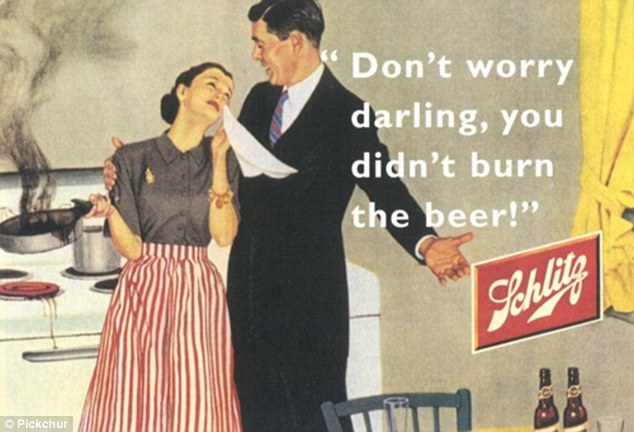 “ Don’t worry
darling, you
didn’t burn
the beer!”
Schlitz
© Pickchur